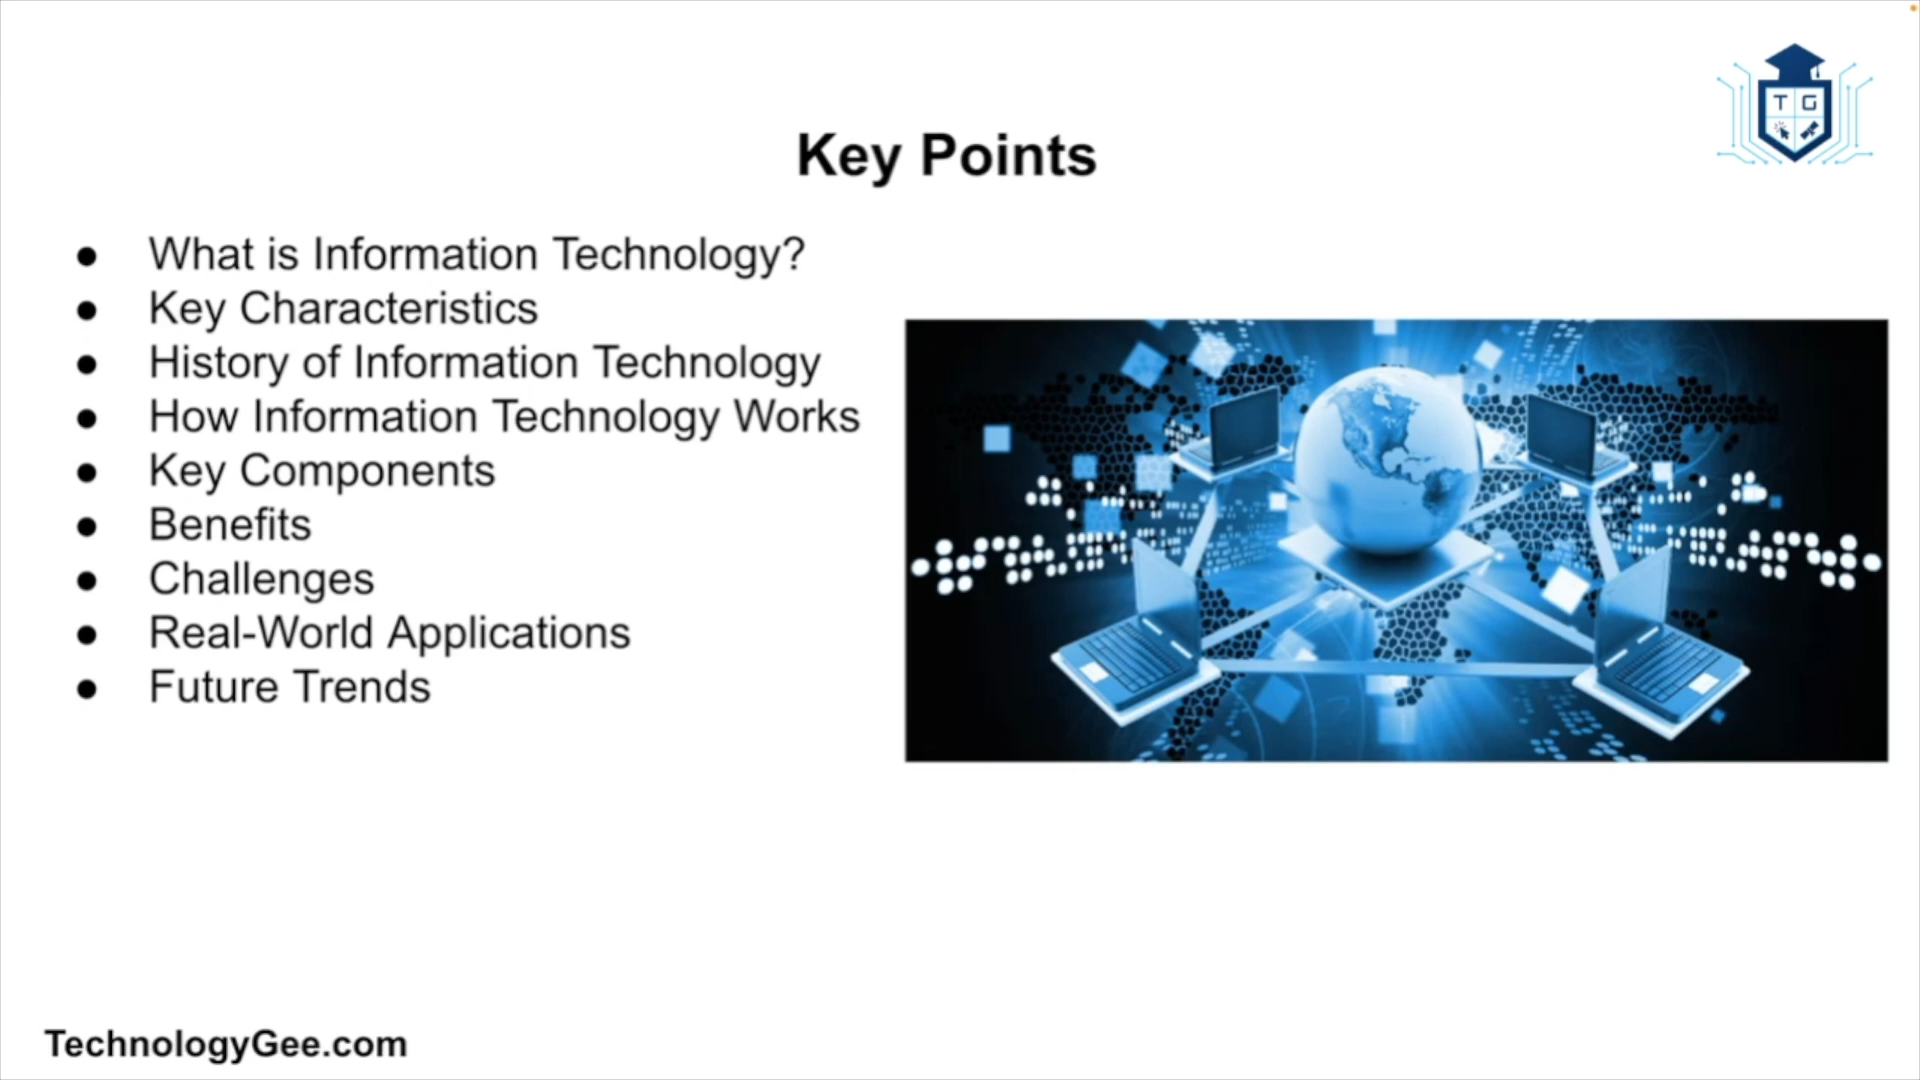 T G
Key Points
● What is Information Technology?
● Key Characteristics
● History of Information Technology
● How Information Technology Works
● Key Components
● Benefits
● Challenges
● Real-World Applications
● Future Trends
TechnologyGee.com